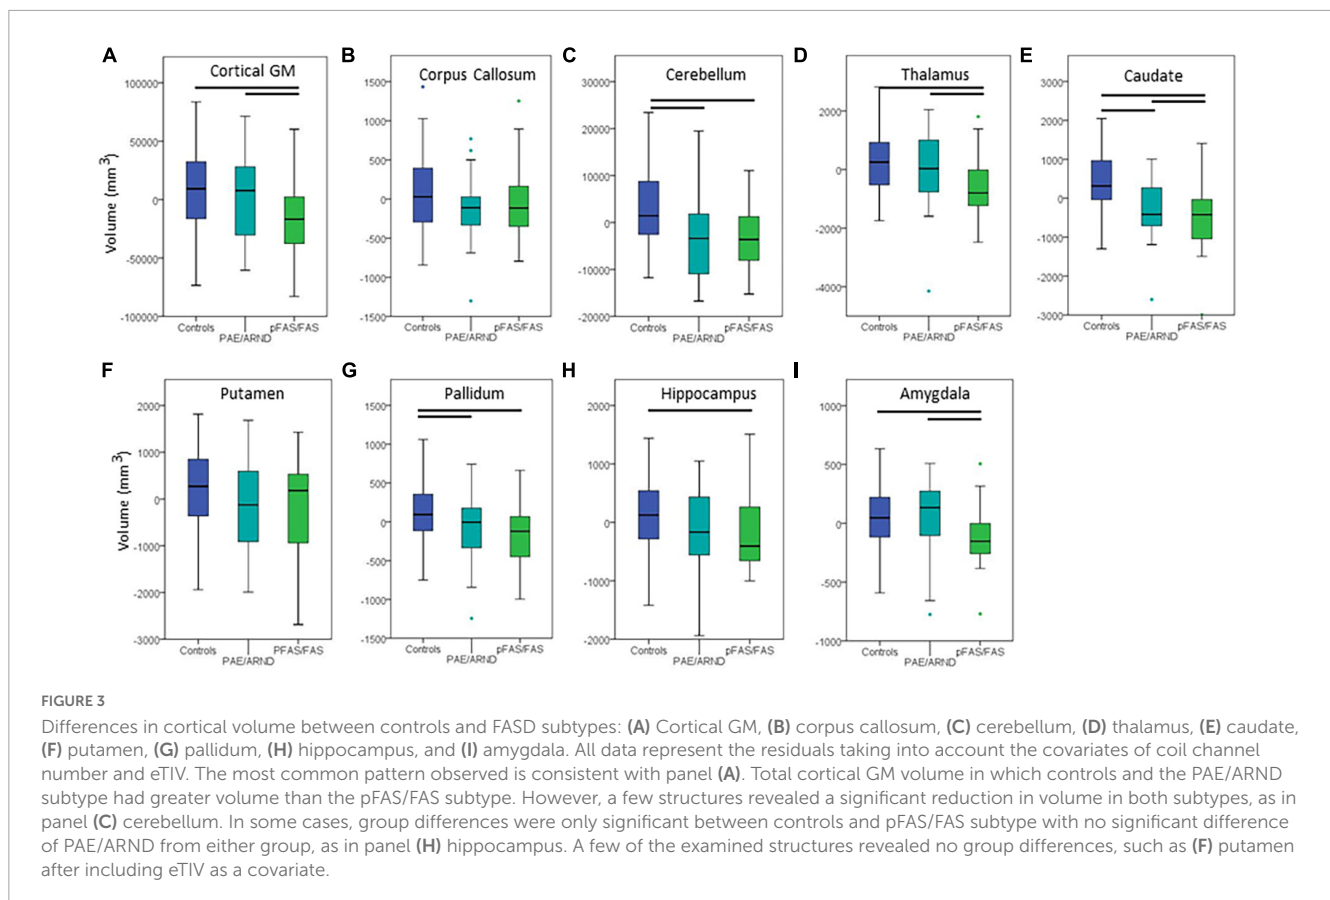 A
Cortical GM
Volume (mm3)
100000
50000
0
-50000
-100000
Controls
PAE/ARND
pFAS/FAS
B
Corpus Callosum
1500
1000
500
0
-500
-1000
-1500
Controls
PAE/ARND
pFAS/FAS
C
Cerebellum
30000
20000
10000
0
-10000
-20000
Controls
PAE/ARND
pFAS/FAS
D
Thalamus
2000
0
-2000
-4000
Controls
PAE/ARND
pFAS/FAS
E
Caudate
3000
2000
1000
0
-1000
-2000
-3000
Controls
PAE/ARND
pFAS/FAS
F
Putamen
Volume (mm3)
2000
1000
0
-1000
-2000
-3000
Controls
PAE/ARND
PFAS/FAS
G
Pallidum
1500
1000
500
0
-500
-1000
-1500
Controls
PAE/ARND
pFAS/FAS
H
Hippocampus
2000
1000
0
-1000
-2000
Controls
PAE/ARND
pFAS/FAS
I
Amygdala
1000
500
0
-500
-1000
Controls
PAE/ARND
pFAS/FAS
FIGURE 3
Differences in cortical volume between controls and FASD subtypes: (A) Cortical GM, (B) corpus callosum, (C) cerebellum, (D) thalamus, (E) caudate,
(F) putamen, (G) pallidum, (H) hippocampus, and (I) amygdala. All data represent the residuals taking into account the covariates of coil channel
number and eTIV. The most common pattern observed is consistent with panel (A). Total cortical GM volume in which controls and the PAE/ARND
subtype had greater volume than the pFAS/FAS subtype. However, a few structures revealed a significant reduction in volume in both subtypes, as in
panel (C) cerebellum. In some cases, group differences were only significant between controls and pFAS/FAS subtype with no significant difference
of PAE/ARND from either group, as in panel (H) hippocampus. A few of the examined structures revealed no group differences, such as (F) putamen
after including eTIV as a covariate.